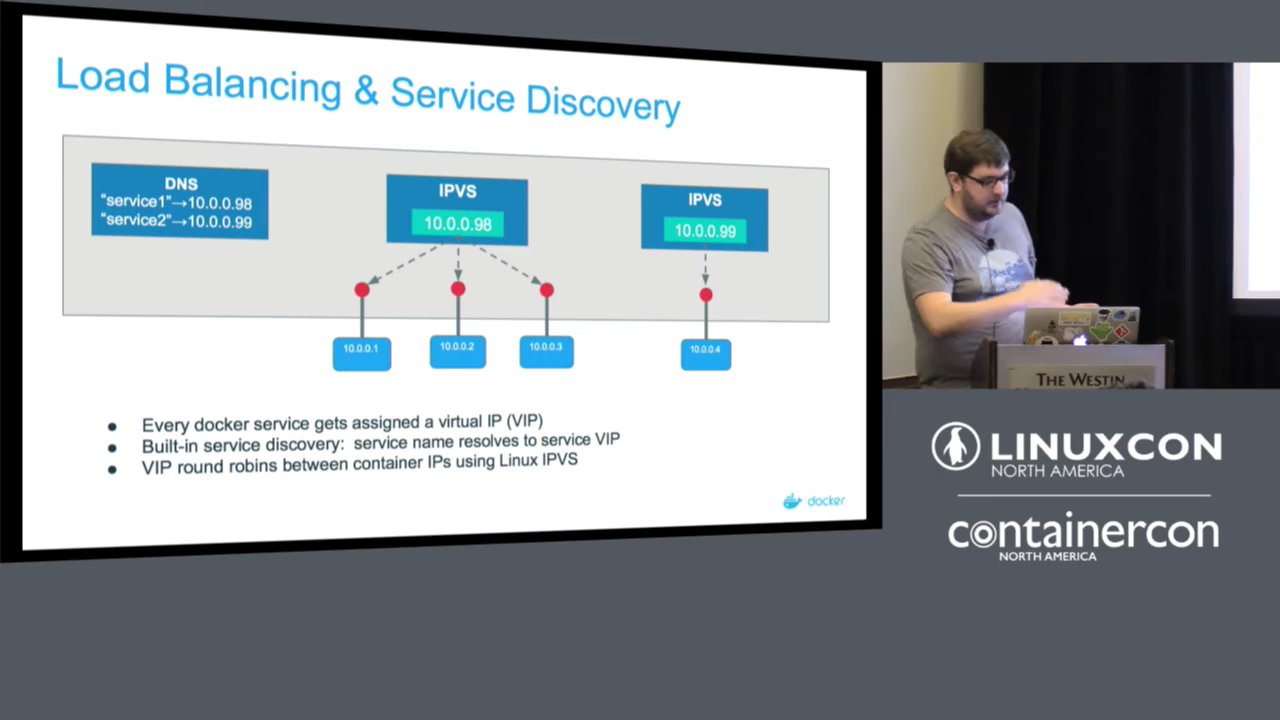 Load Balancing & Service Discovery
DNS
“service1”→10.0.0.98
“service2”→10.0.0.99
IPVS
10.0.0.98
IPVS
10.0.0.99
10.0.0.1
10.0.0.2
10.0.0.3
10.0.0.4
Every docker service gets assigned a virtual IP (VIP)
Built-in service discovery: service name resolves to service VIP
VIP round robins between container IPs using Linux IPVS
docker
THE WESTIN
LINUXCON
NORTH AMERICA
containercon
NORTH AMERICA